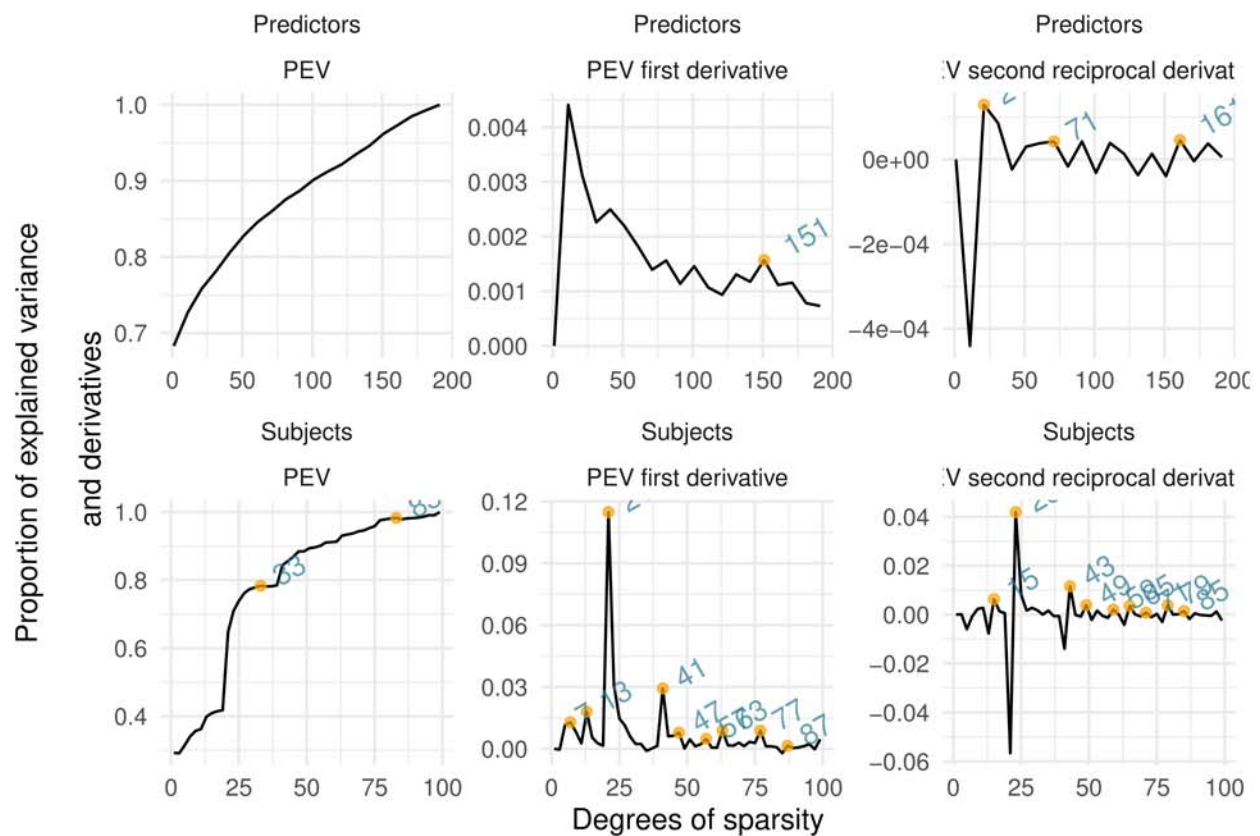 Predictors
Predictors
Predictors
PEV
PEV first derivative
V second reciprocal derivat
1.0
0.9
0.8
0.7
0 50 100 150 200
0.004
0.003
0.002
0.001
0.000
151
0 50 100 150 200
0e+00
−2e−04
−4e−04
71
0 50 100 150
Proportion of explained variance
and derivatives
Subjects
Subjects
Subjects
PEV
PEV first derivative
V second reciprocal derivat
1.0
0.8
0.6
0.4
33
0 25 50 75 100
0.12
0.09
0.06
0.03
0.00
7
13
41
47
63
77
87
0 25 50 75 100
0.04
0.02
0.00
−0.02
−0.04
−0.06
15
43
49
85
0 25 50 75 100
Degrees of sparsity